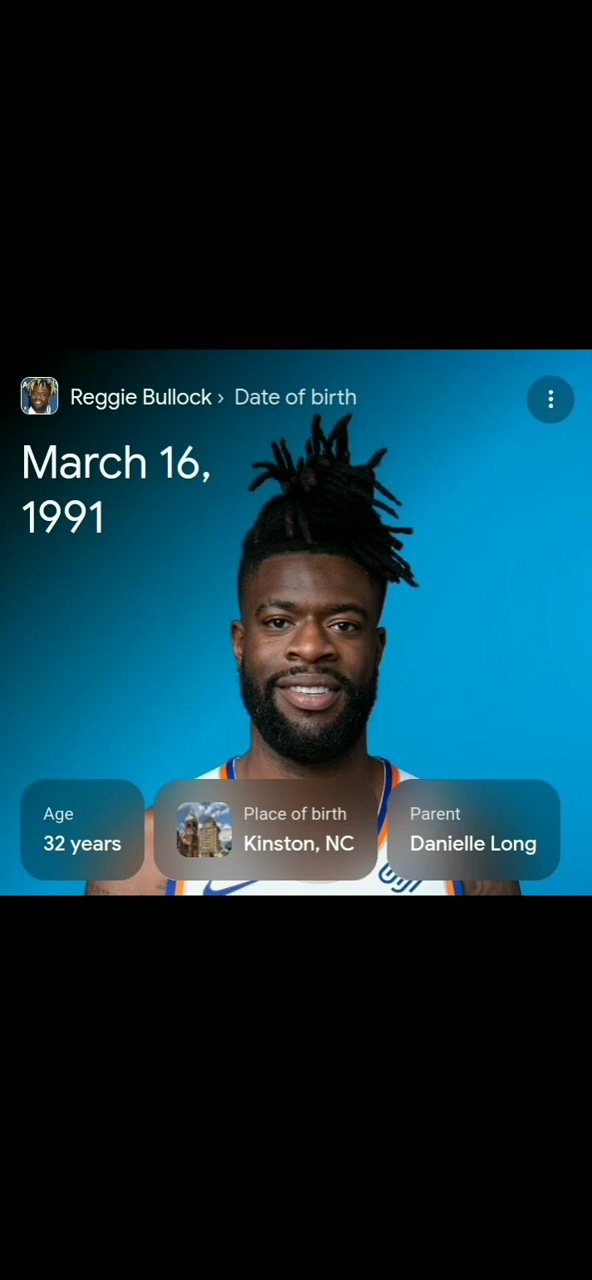 Reggie Bullock › Date of birth
March 16,
1991
Age
32 years
Place of birth
Kinston, NC
Parent
Danielle Long